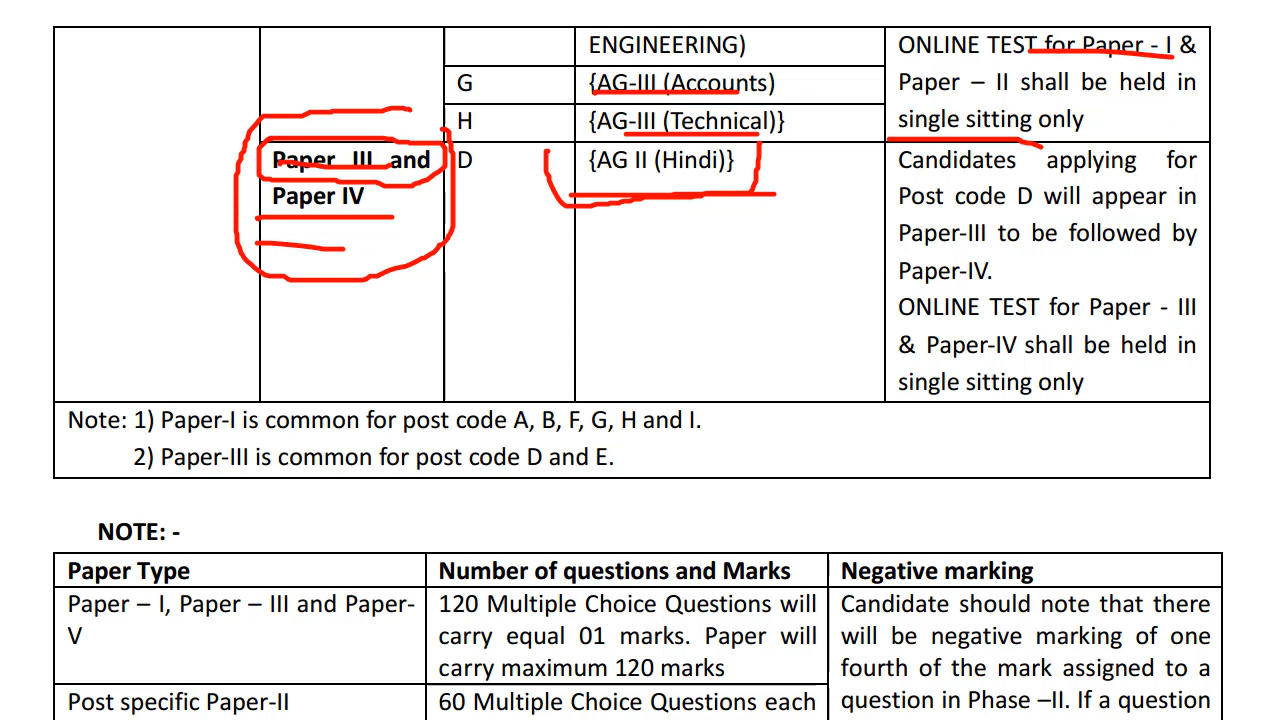 ENGINEERING)
G {AG-III (Accounts)
H {AG-III (Technical)}
ONLINE TEST for Paper - I &
Paper – II shall be held in
single sitting only
Paper III and
Paper IV
D {AG II (Hindi)}
Candidates applying for
Post code D will appear in
Paper-III to be followed by
Paper-IV.
ONLINE TEST for Paper - III
& Paper-IV shall be held in
single sitting only
Note: 1) Paper-I is common for post code A, B, F, G, H and I.
2) Paper-III is common for post code D and E.
NOTE: -
Paper Type Number of questions and Marks Negative marking
Paper – I, Paper – III and Paper-
V
120 Multiple Choice Questions will
carry equal 01 marks. Paper will
carry maximum 120 marks
Candidate should note that there
will be negative marking of one
fourth of the mark assigned to a
question in Phase –II. If a question
Post specific Paper-II
60 Multiple Choice Questions each